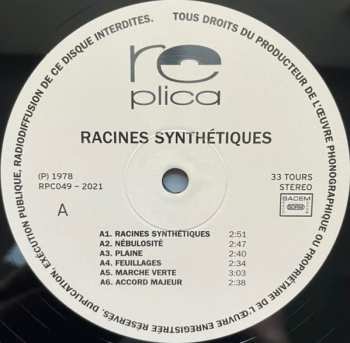 TOUS DROITS DU PRODUCTEUR DE L'ŒUVRE PHONOGRAPHIQUE OU DU PROPRIÉTAIRE DE L'ŒUVRE ENREGISTRÉE RÉSERVÉS. DUPLICATION, EXÉCUTION PUBLIQUE, RADIODIFFUSION DE CE DISQUE INTERDITES.
re
plica
RACINES SYNTHÉTIQUES
(P) 1978
RPC049 – 2021
A
33 TOURS
STEREO
SACEM
A1. RACINES SYNTHÉTIQUES 2:51
A2. NÉBULOSITÉ 2:47
A3. PLAINE 2:40
A4. FEUILLAGES 2:34
A5. MARCHE VERTE 3:03
A6. ACCORD MAJEUR 2:38